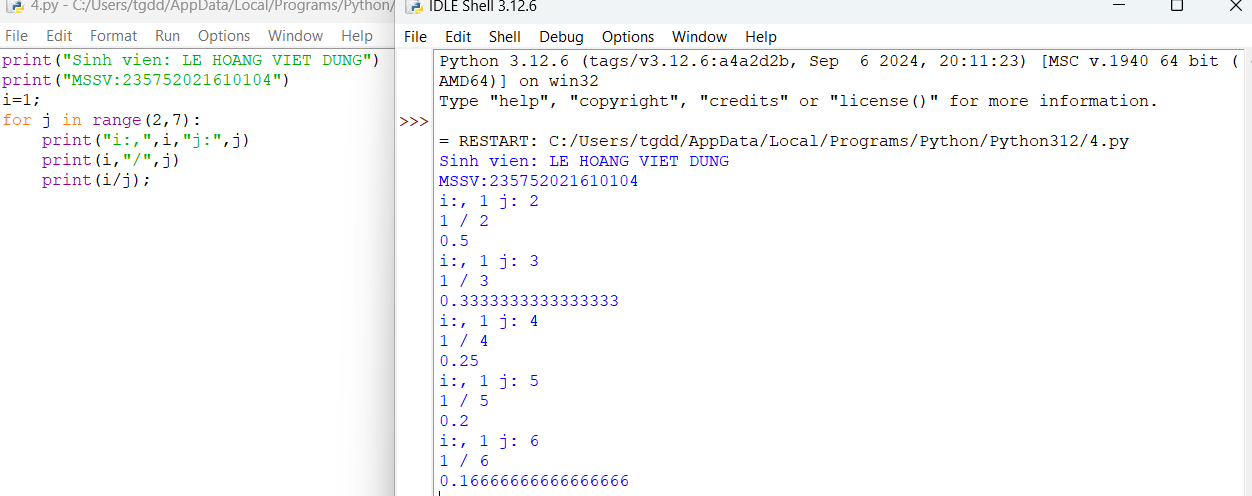 4.py - C:/Users/tgdd/AppData/Local/Programs/Python/
File Edit Format Run Options Window Help
print("Sinh vien: LE HOANG VIET DUNG")
print("MSSV:235752021610104")
i=1;
for j in range(2,7):
    print("i:,",i,"j:",j)
    print(i,"/",j)
    print(i/j);
IDLE Shell 3.12.6
File Edit Shell Debug Options Window Help
Python 3.12.6 (tags/v3.12.6:a4a2d2b, Sep  6 2024, 20:11:23) [MSC v.1940 64 bit (
AMD64)] on win32
Type "help", "copyright", "credits" or "license()" for more information.
>>>
= RESTART: C:/Users/tgdd/AppData/Local/Programs/Python/Python312/4.py
Sinh vien: LE HOANG VIET DUNG
MSSV:235752021610104
i:, 1 j: 2
1 / 2
0.5
i:, 1 j: 3
1 / 3
0.3333333333333333
i:, 1 j: 4
1 / 4
0.25
i:, 1 j: 5
1 / 5
0.2
i:, 1 j: 6
1 / 6
0.16666666666666666